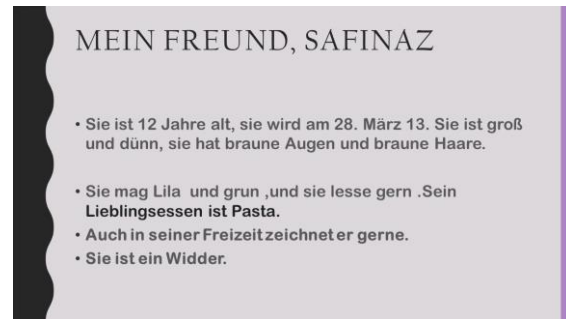 MEIN FREUND, SAFINAZ
• Sie ist 12 Jahre alt, sie wird am 28. März 13. Sie ist groß
und dünn, sie hat braune Augen und braune Haare.
• Sie mag Lila und grun ,und sie lesse gern .Sein
Lieblingsessen ist Pasta.
• Auch in seiner Freizeit zeichnet er gerne.
• Sie ist ein Widder.